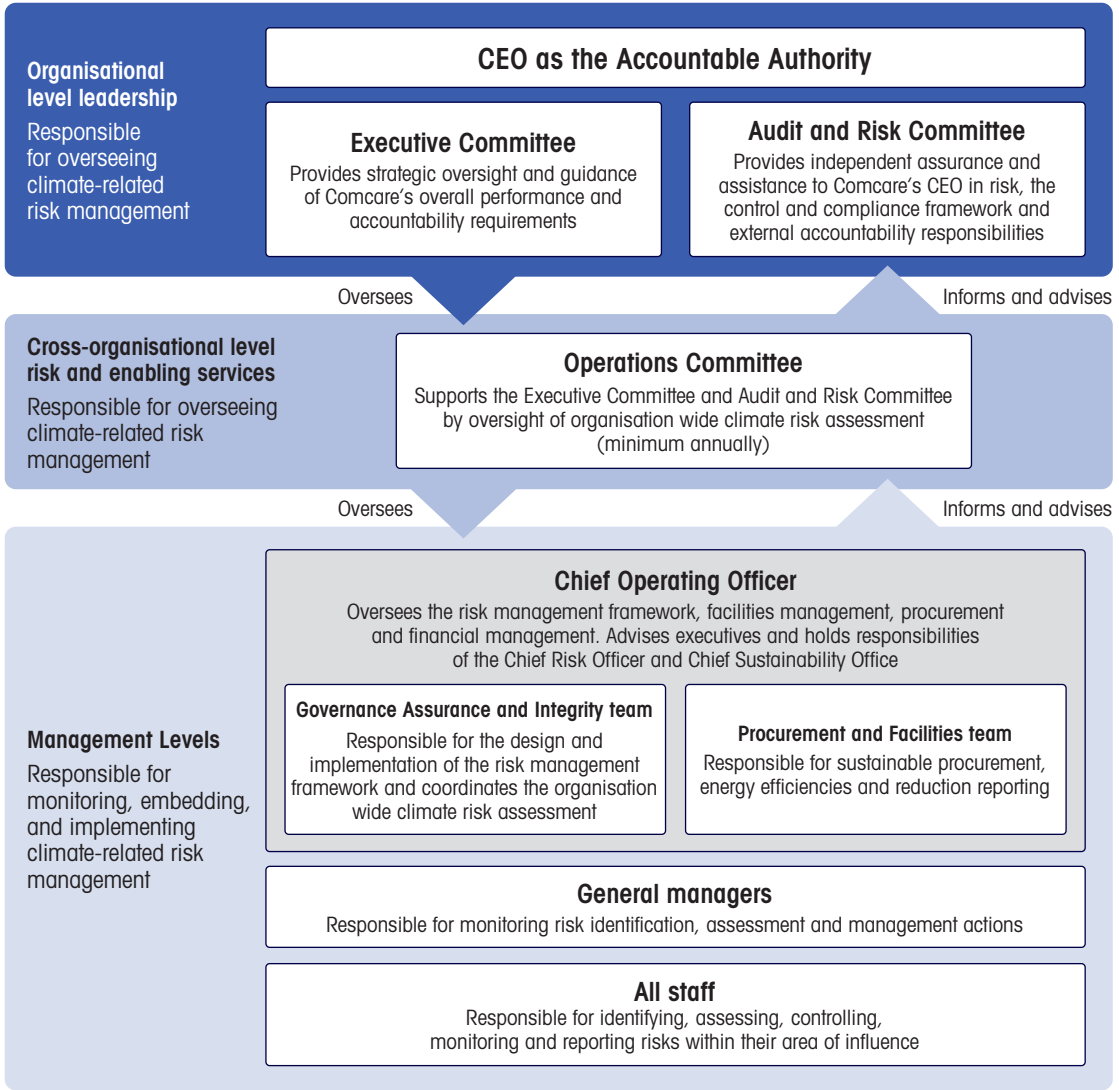 Organisational
level leadership
Responsible
for overseeing
climate-related
risk management
CEO as the Accountable Authority
Executive Committee
Provides strategic oversight and guidance
of Comcare's overall performance and
accountability requirements
Audit and Risk Committee
Provides independent assurance and
assistance to Comcare's CEO in risk, the
control and compliance framework and
external accountability responsibilities
Oversees
Informs and advises
Cross-organisational level
risk and enabling services
Responsible for overseeing
climate-related risk
management
Operations Committee
Supports the Executive Committee and Audit and Risk Committee
by oversight of organisation wide climate risk assessment
(minimum annually)
Oversees
Informs and advises
Management Levels
Responsible for
monitoring, embedding,
and implementing
climate-related risk
management
Chief Operating Officer
Oversees the risk management framework, facilities management, procurement
and financial management. Advises executives and holds responsibilities
of the Chief Risk Officer and Chief Sustainability Office
Governance Assurance and Integrity team
Responsible for the design and
implementation of the risk management
framework and coordinates the organisation
wide climate risk assessment
Procurement and Facilities team
Responsible for sustainable procurement,
energy efficiencies and reduction reporting
General managers
Responsible for monitoring risk identification, assessment and management actions
All staff
Responsible for identifying, assessing, controlling,
monitoring and reporting risks within their area of influence